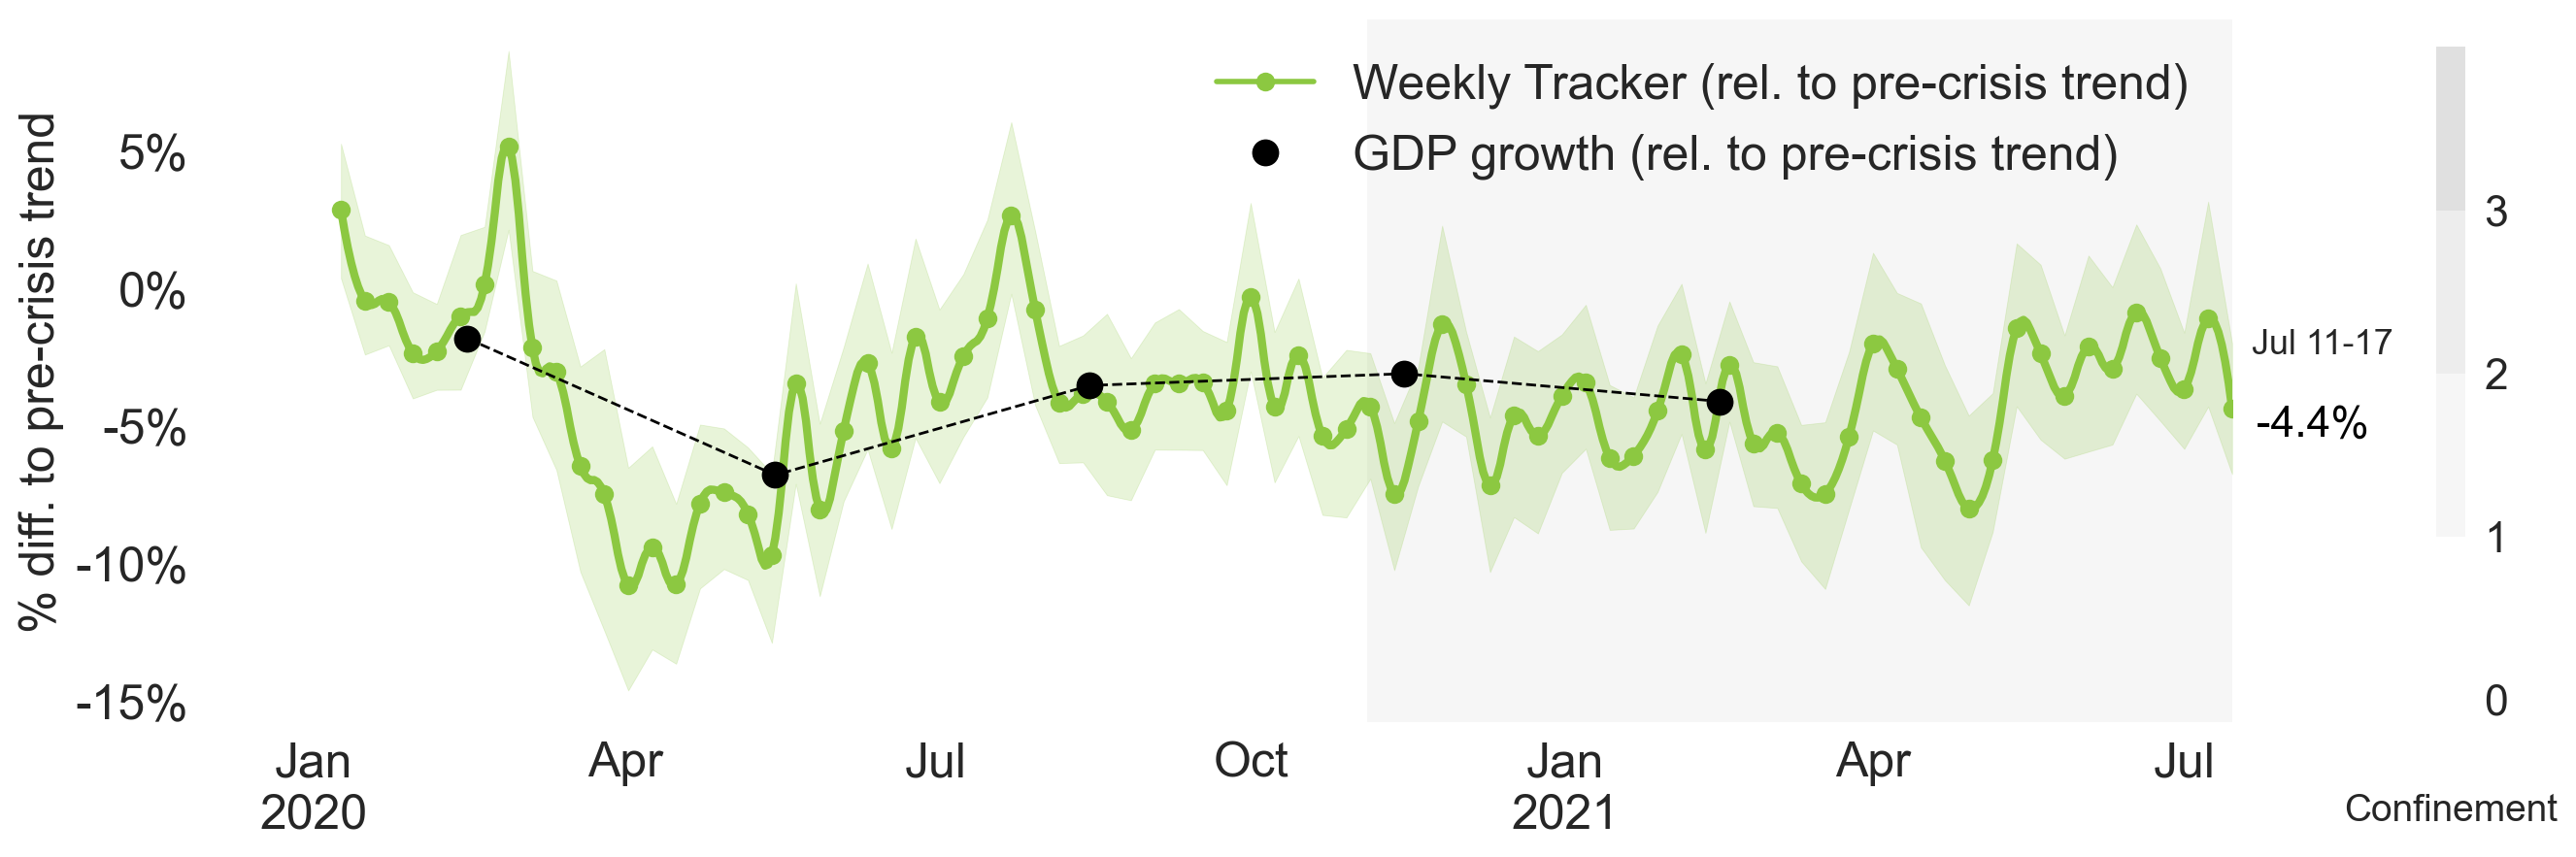 % diff. to pre-crisis trend
5%
0%
-5%
-10%
-15%
Weekly Tracker (rel. to pre-crisis trend)
GDP growth (rel. to pre-crisis trend)
Jul 11-17
-4.4%
3
2
1
0
Confinement
Jan
2020
Apr
Jul
Oct
Jan
2021
Apr
Jul